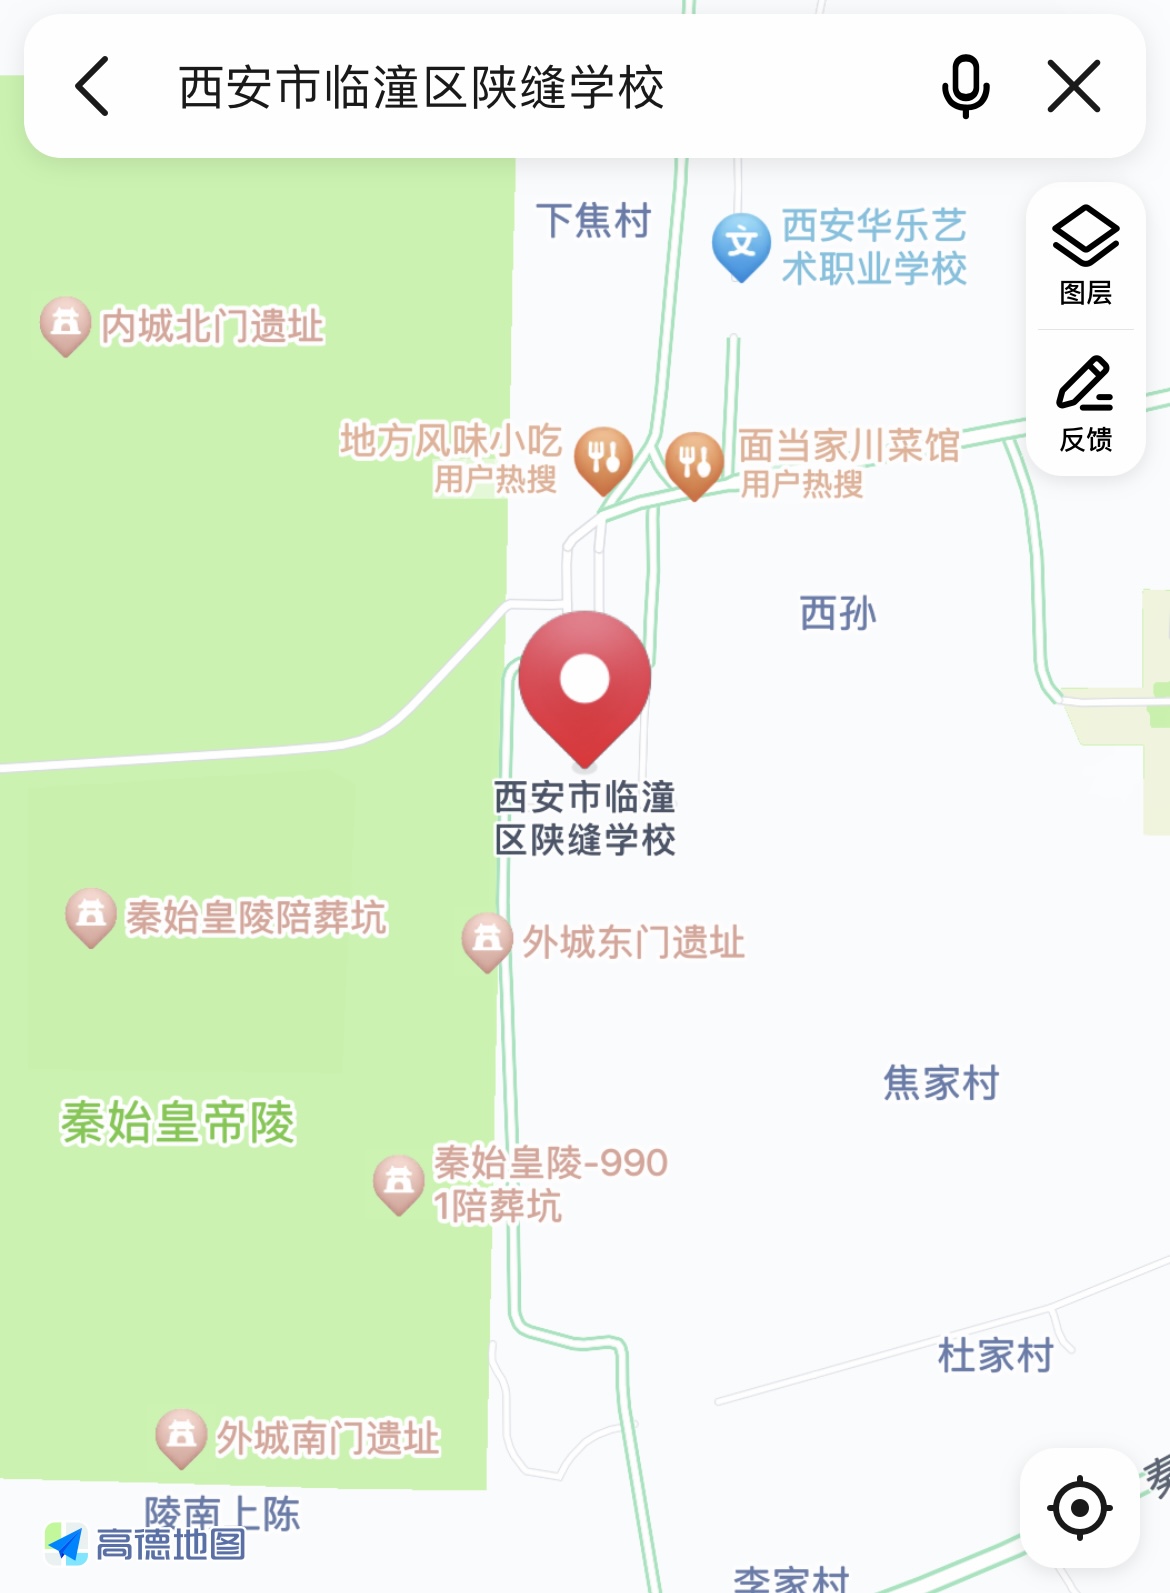 西安市临潼区陕缝学校
下焦村
西安华乐艺
术职业学校
图层
内城北门遗址
反馈
地方风味小吃
用户热搜
面当家川菜馆
用户热搜
西孙
西安市临潼
区陕缝学校
秦始皇陵陪葬坑
外城东门遗址
焦家村
秦始皇帝陵
秦始皇陵-990
1陪葬坑
杜家村
外城南门遗址
陵南上陈
高德地图
李家村